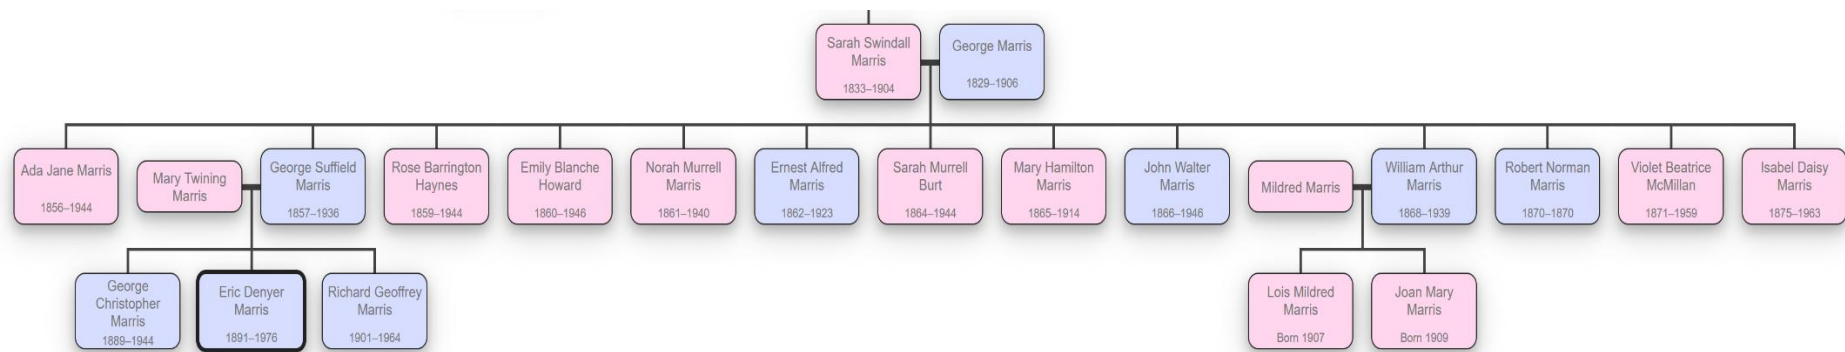 Sarah Swindall
Marris
1833–1904
George Marris
1829–1906
Ada Jane Marris
1856–1944
Mary Twining
Marris
George Suffield
Marris
1857–1936
Rose Barrington
Haynes
1859–1944
Emily Blanche
Howard
1860–1946
Norah Murrell
Marris
1861–1940
Ernest Alfred
Marris
1862–1923
Sarah Murrell
Burt
1864–1944
Mary Hamilton
Marris
1865–1914
John Walter
Marris
1866–1946
Mildred Marris
William Arthur
Marris
1868–1939
Robert Norman
Marris
1870–1870
Violet Beatrice
McMillan
1871–1959
Isabel Daisy
Marris
1875–1963
George
Christopher
Marris
1889–1944
Eric Denyer
Marris
1891–1976
Richard Geoffrey
Marris
1901–1964
Lois Mildred
Marris
Born 1907
Joan Mary
Marris
Born 1909